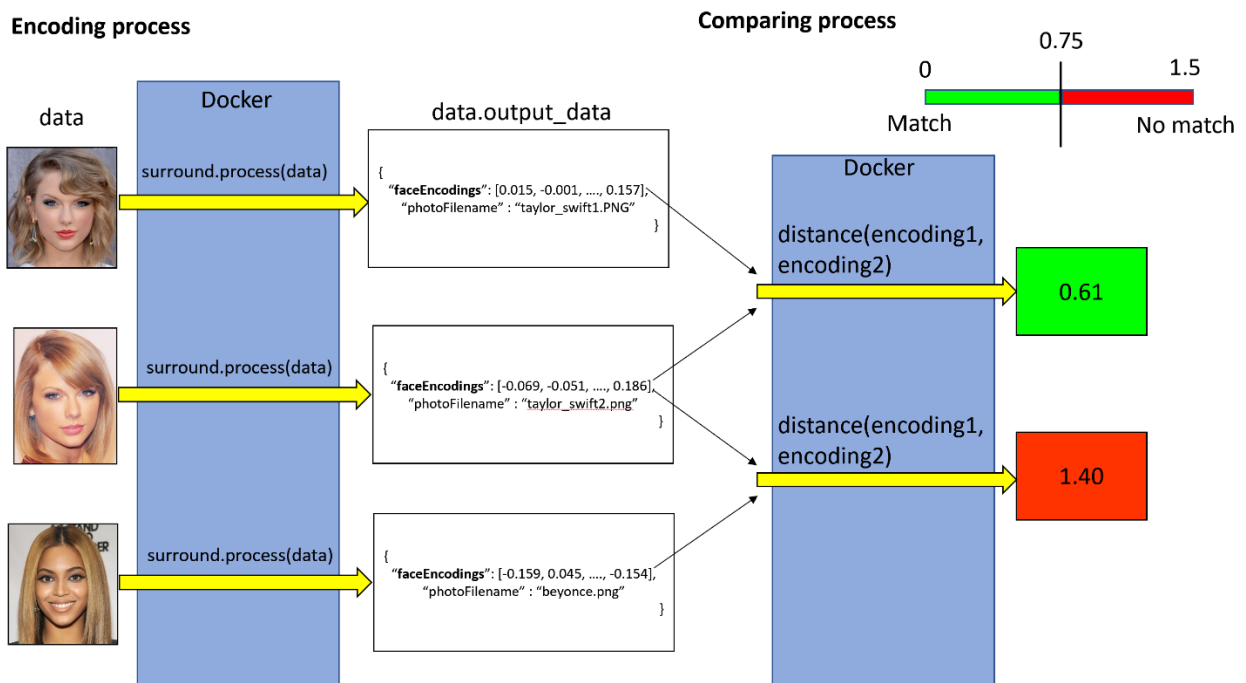 Encoding process
Comparing process
0.75
0
1.5
Match
No match
data
Docker
data.output_data
Docker
surround.process(data)
{
“faceEncodings”: [0.015, -0.001, …., 0.157],
“photoFilename” : “taylor_swift1.PNG”
}
distance(encoding1,
encoding2)
0.61
surround.process(data)
{
“faceEncodings”: [-0.069, -0.051, …., 0.186],
“photoFilename” : “taylor_swift2.png”
}
distance(encoding1,
encoding2)
1.40
surround.process(data)
{
“faceEncodings”: [-0.159, 0.045, …., -0.154],
“photoFilename” : “beyonce.png”
}